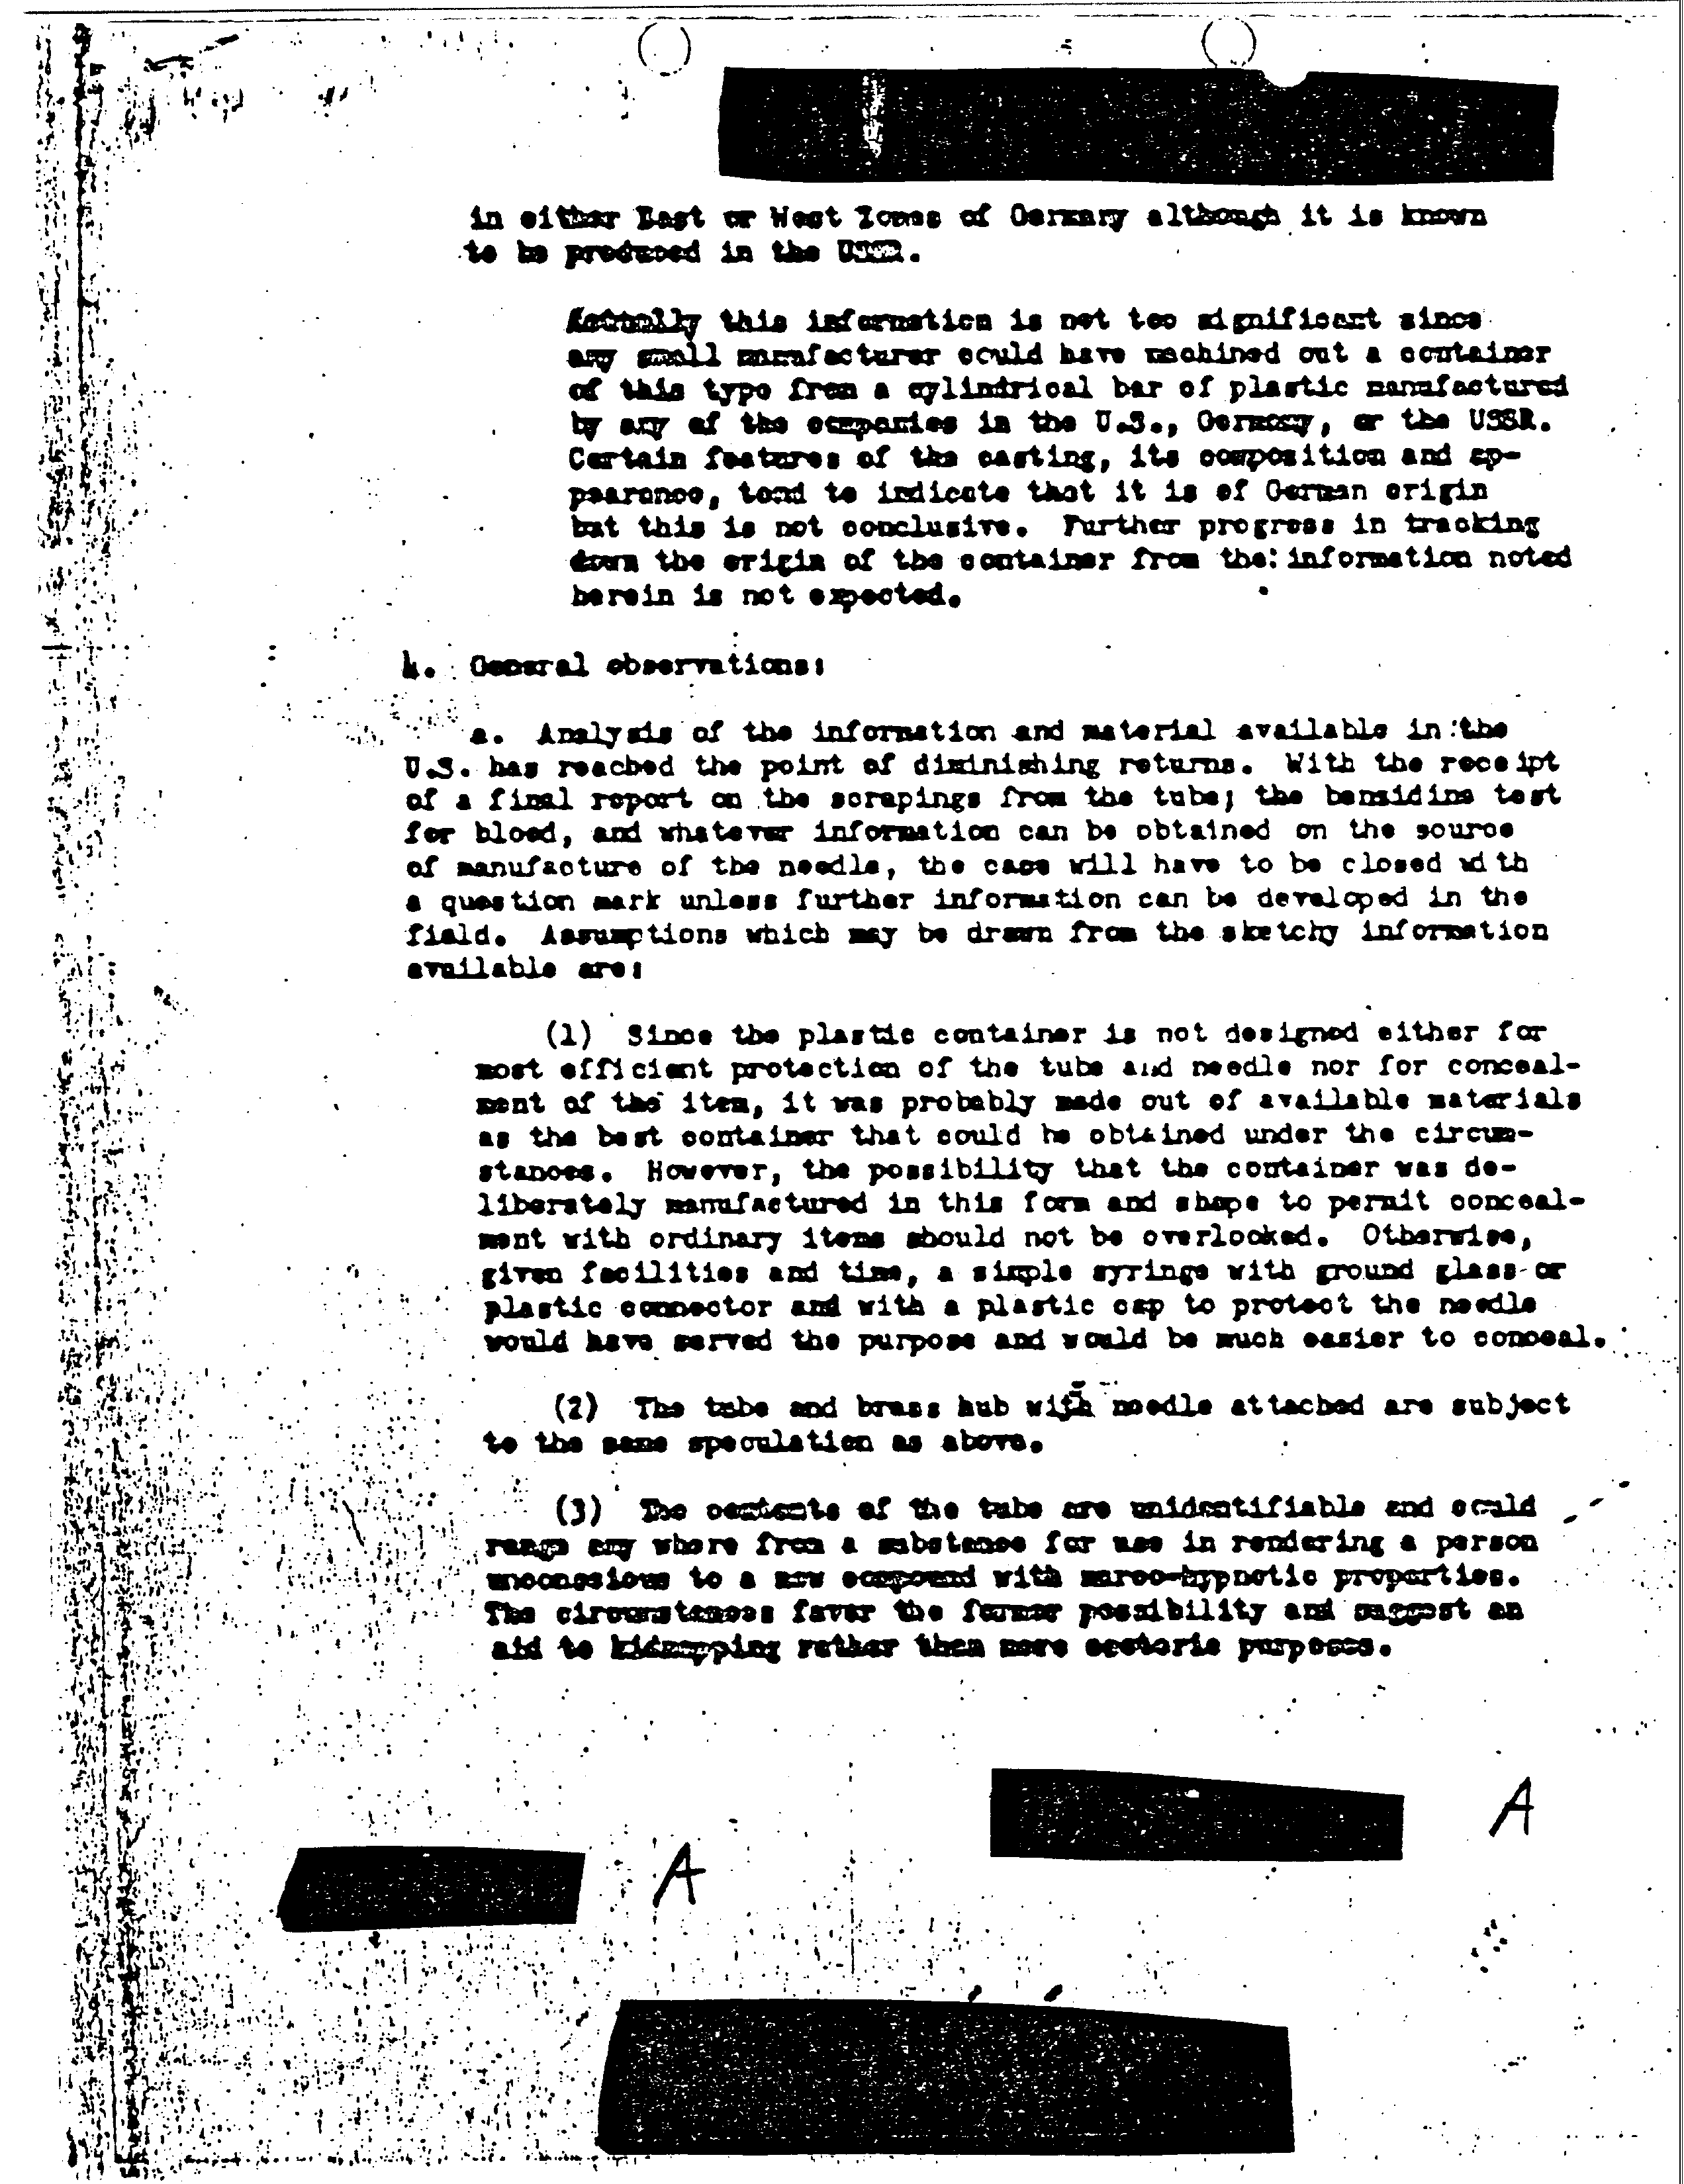 in either East or West Zones of Germany although it is known
to be produced in the USSR.
Actually this information is not too significant since
any small manufacturer could have machined out a container
of this type from a cylindrical bar of plastic manufactured
by any of the companies in the U.S., Germany, or the USSR.
Certain features of the casting, its composition and ap-
pearance, tend to indicate that it is of German origin
but this is not conclusive. Further progress in tracking
down the origin of the container from the information noted
herein is not expected.
4. General observations:
a. Analysis of the information and material available in the
U.S. has reached the point of diminishing returns. With the receipt
of a final report on the scrapings from the tube; the benzidine test
for blood, and whatever information can be obtained on the source
of manufacture of the needle, the case will have to be closed with
a question mark unless further information can be developed in the
field. Assumptions which may be drawn from the sketchy information
available are:
(1) Since the plastic container is not designed either for
most efficient protection of the tube and needle nor for conceal-
ment of the item, it was probably made out of available materials
as the best container that could be obtained under the circum-
stances. However, the possibility that the container was de-
liberately manufactured in this form and shape to permit conceal-
ment with ordinary items should not be overlooked. Otherwise,
given facilities and time, a simple syringe with ground glass or
plastic connector and with a plastic cap to protect the needle
would have served the purpose and would be much easier to conceal.
(2) The tube and brass hub with needle attached are subject
to the same speculation as above.
(3) The contents of the tube are unidentifiable and could
range any where from a substance for use in rendering a person
unconscious to a new compound with narco-hypnotic properties.
The circumstances favor the former possibility and suggest an
aid to kidnapping rather than more esoteric purposes.
A
A